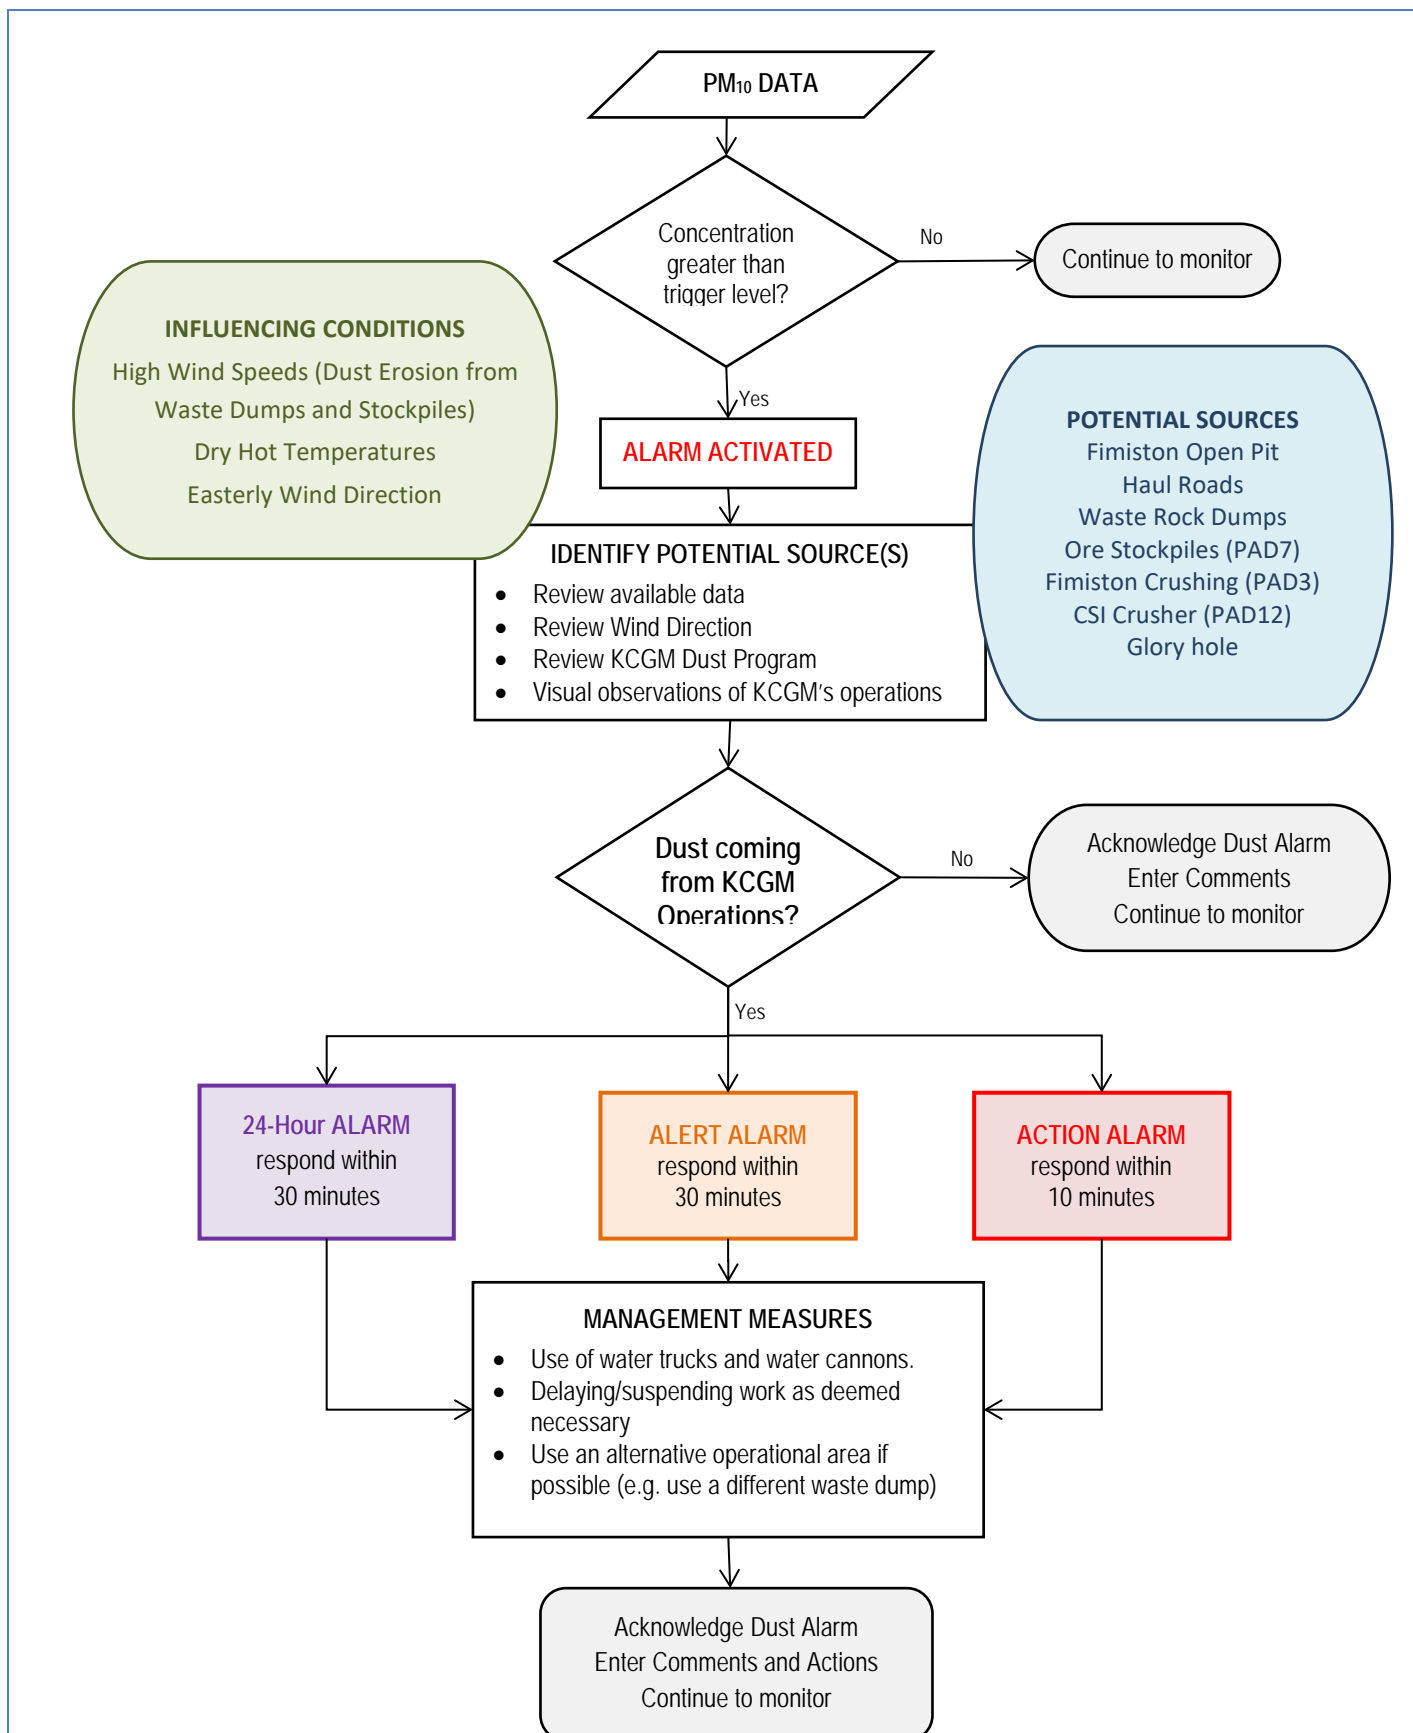 PM₁₀ DATA
Concentration
greater than
trigger level?
No
Continue to monitor
INFLUENCING CONDITIONS
High Wind Speeds (Dust Erosion from
Waste Dumps and Stockpiles)
Dry Hot Temperatures
Easterly Wind Direction
Yes
ALARM ACTIVATED
POTENTIAL SOURCES
Fimiston Open Pit
Haul Roads
Waste Rock Dumps
Ore Stockpiles (PAD7)
Fimiston Crushing (PAD3)
CSI Crusher (PAD12)
Glory hole
IDENTIFY POTENTIAL SOURCE(S)
• Review available data
• Review Wind Direction
• Review KCGM Dust Program
• Visual observations of KCGM's operations
Dust coming
from KCGM
Operations?
No
Acknowledge Dust Alarm
Enter Comments
Continue to monitor
Yes
24-Hour ALARM
respond within
30 minutes
ALERT ALARM
respond within
30 minutes
ACTION ALARM
respond within
10 minutes
MANAGEMENT MEASURES
• Use of water trucks and water cannons.
• Delaying/suspending work as deemed
necessary
• Use an alternative operational area if
possible (e.g. use a different waste dump)
Acknowledge Dust Alarm
Enter Comments and Actions
Continue to monitor